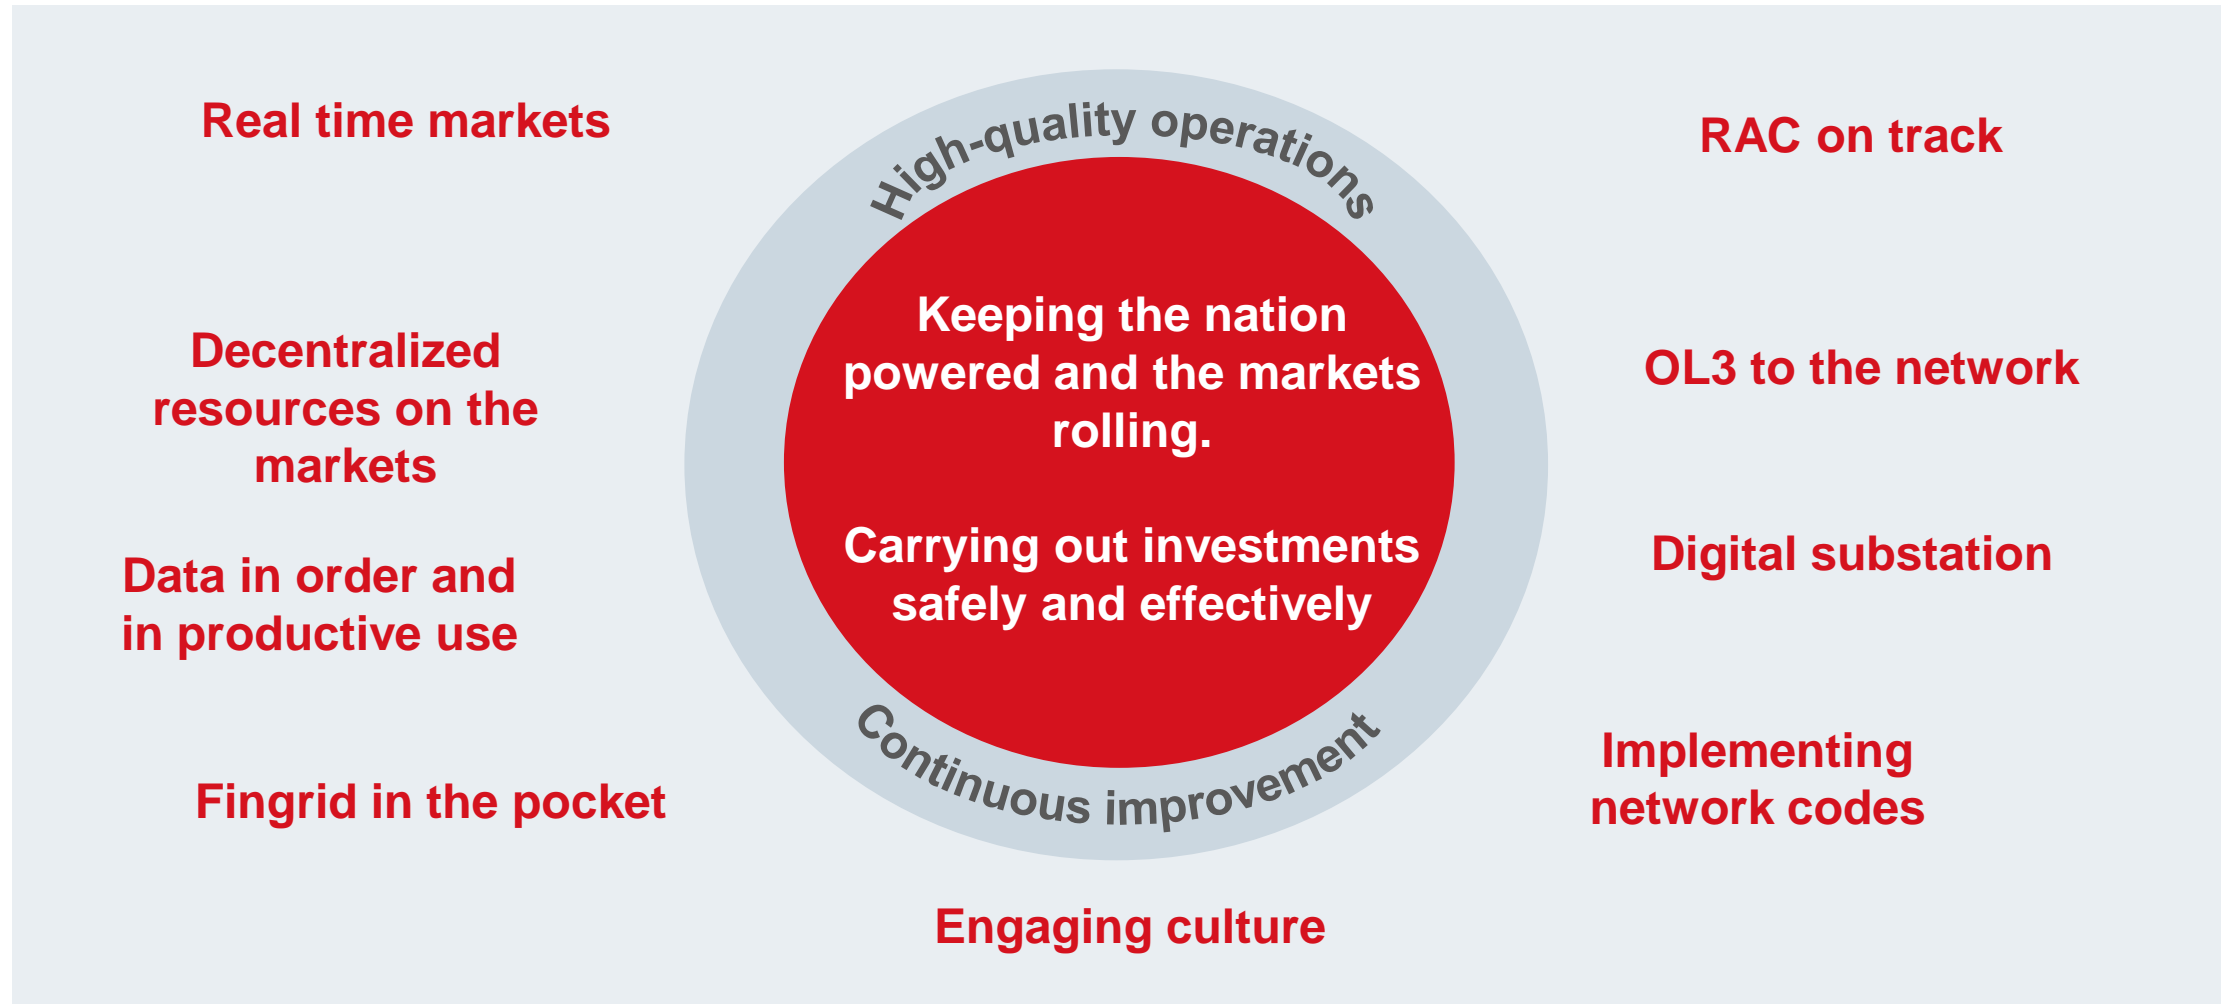 Real time markets
Decentralized
resources on the
markets
Data in order and
in productive use
Fingrid in the pocket
High-quality operations
Keeping the nation
powered and the markets
rolling.
Carrying out investments
safely and effectively
Continuous improvement
Engaging culture
RAC on track
OL3 to the network
Digital substation
Implementing
network codes